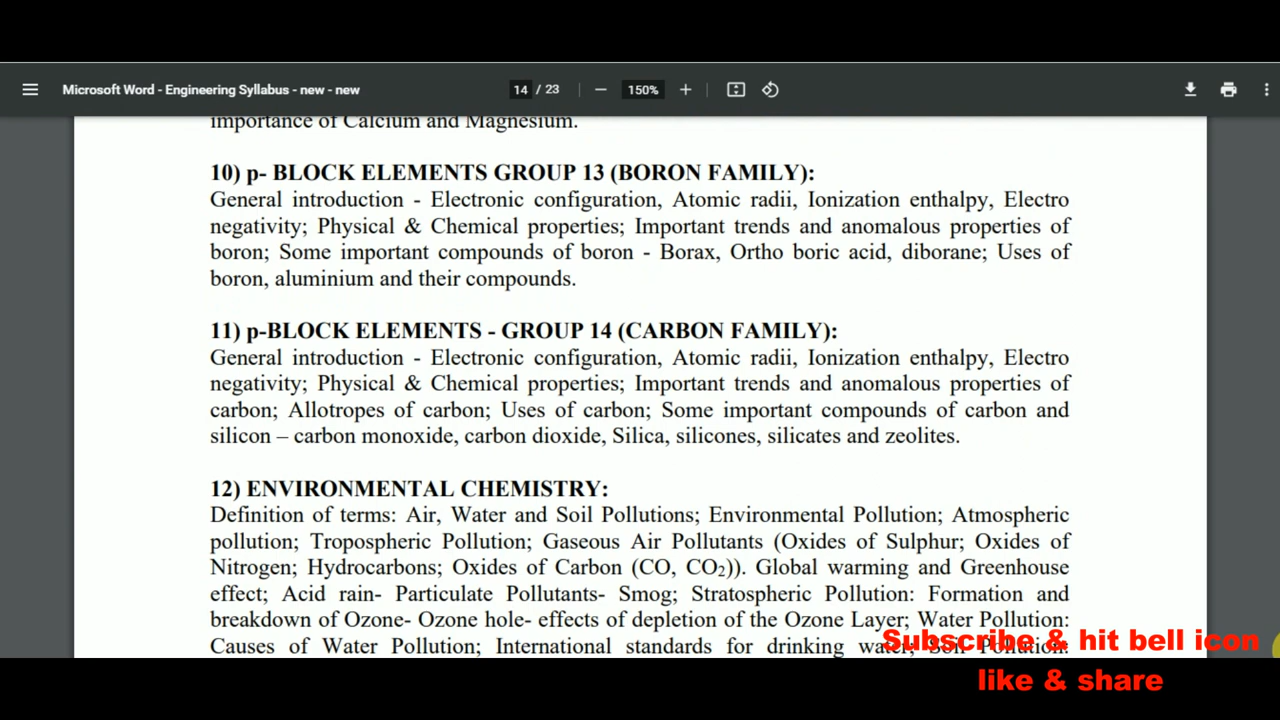 Microsoft Word - Engineering Syllabus - new - new
14 / 23
150%
importance of Calcium and Magnesium.
10) p- BLOCK ELEMENTS GROUP 13 (BORON FAMILY):
General introduction - Electronic configuration, Atomic radii, Ionization enthalpy, Electro
negativity; Physical & Chemical properties; Important trends and anomalous properties of
boron; Some important compounds of boron - Borax, Ortho boric acid, diborane; Uses of
boron, aluminium and their compounds.
11) p-BLOCK ELEMENTS - GROUP 14 (CARBON FAMILY):
General introduction - Electronic configuration, Atomic radii, Ionization enthalpy, Electro
negativity; Physical & Chemical properties; Important trends and anomalous properties of
carbon; Allotropes of carbon; Uses of carbon; Some important compounds of carbon and
silicon – carbon monoxide, carbon dioxide, Silica, silicones, silicates and zeolites.
12) ENVIRONMENTAL CHEMISTRY:
Definition of terms: Air, Water and Soil Pollutions; Environmental Pollution; Atmospheric
pollution; Tropospheric Pollution; Gaseous Air Pollutants (Oxides of Sulphur; Oxides of
Nitrogen; Hydrocarbons; Oxides of Carbon (CO, CO₂)). Global warming and Greenhouse
effect; Acid rain- Particulate Pollutants- Smog; Stratospheric Pollution: Formation and
breakdown of Ozone- Ozone hole- effects of depletion of the Ozone Layer; Water Pollution:
Causes of Water Pollution; International standards for drinking water; Soil Pollution:
Subscribe & hit bell icon
like & share